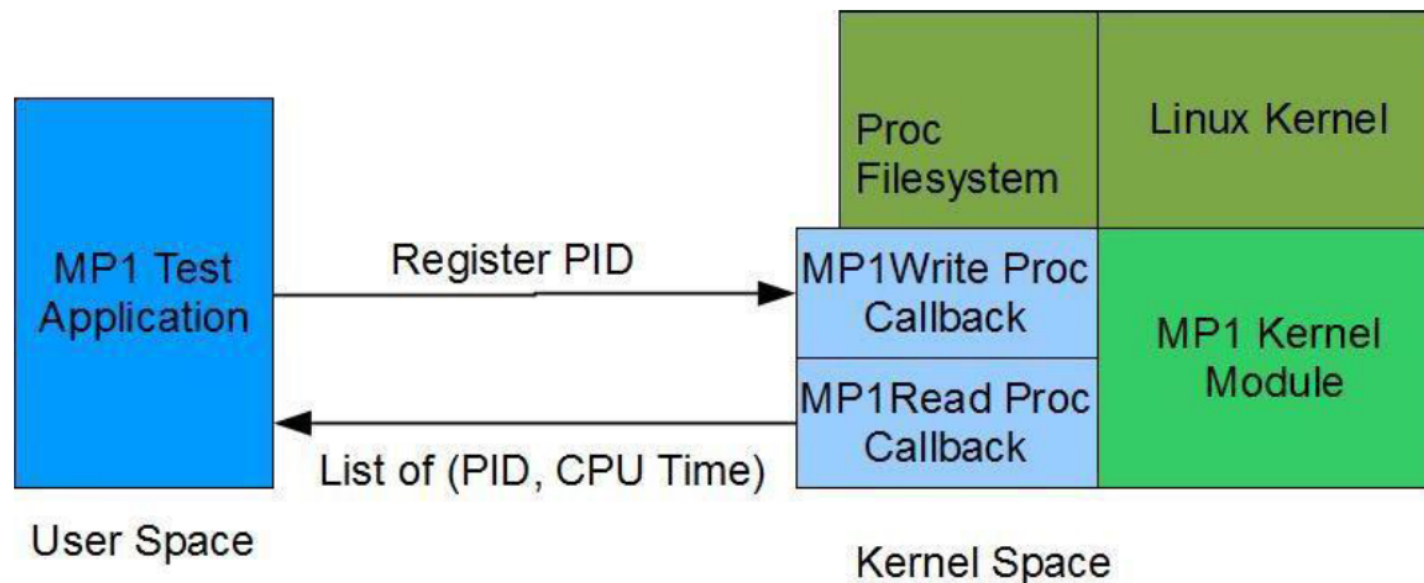 MP1 Test
Application
Register PID
List of (PID, CPU Time)
User Space
Proc
Filesystem
Linux Kernel
MP1Write Proc
Callback
MP1Read Proc
Callback
MP1 Kernel
Module
Kernel Space